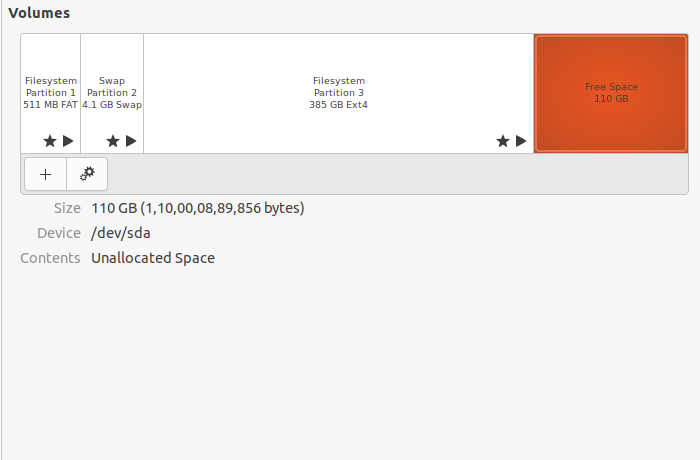 Volumes
Filesystem
Partition 1
511 MB FAT
Swap
Partition 2
4.1 GB Swap
Filesystem
Partition 3
385 GB Ext4
Free Space
110 GB
Size 110 GB (1,10,00,08,89,856 bytes)
Device /dev/sda
Contents Unallocated Space